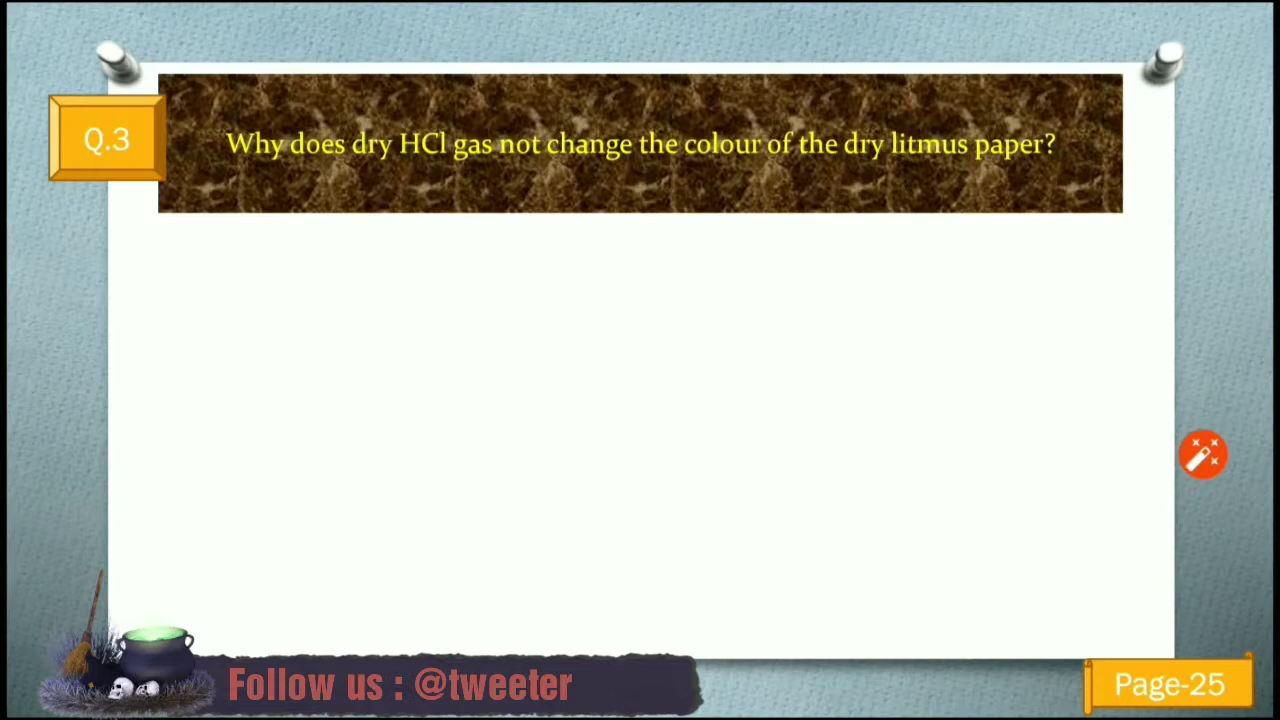 Q.3
Why does dry HCl gas not change the colour of the dry litmus paper?
Follow us : @tweeter
Page-25